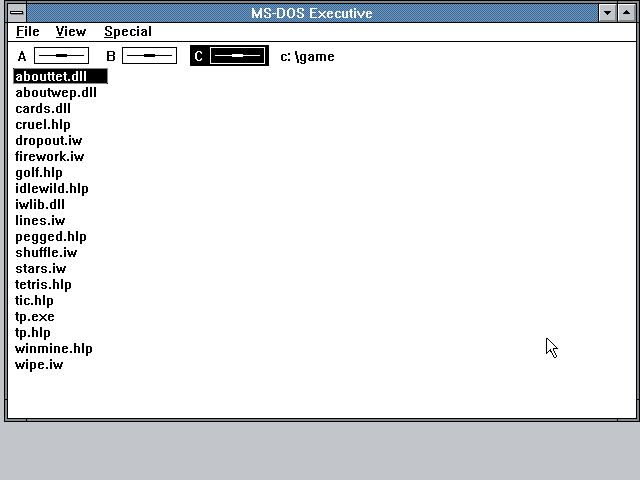 MS-DOS Executive
File View Special
A B C c: \game
abouttet.dll
aboutwep.dll
cards.dll
cruel.hlp
dropout.iw
firework.iw
golf.hlp
idlewild.hlp
iwlib.dll
lines.iw
pegged.hlp
shuffle.iw
stars.iw
tetris.hlp
tic.hlp
tp.exe
tp.hlp
winmine.hlp
wipe.iw